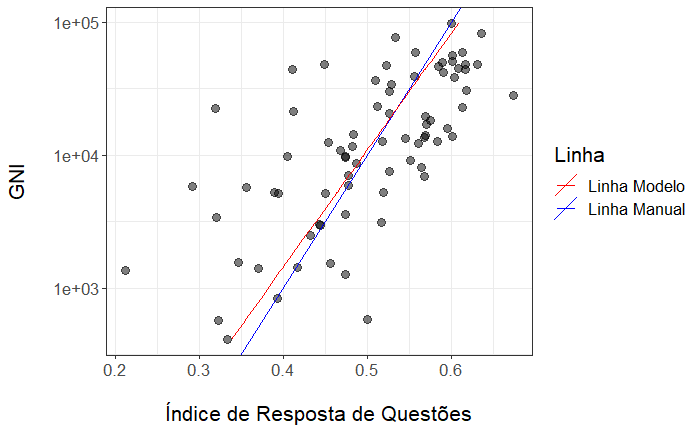 1e+05
1e+04
1e+03
GNI
0.2 0.3 0.4 0.5 0.6
Índice de Resposta de Questões
Linha
Linha Modelo
Linha Manual